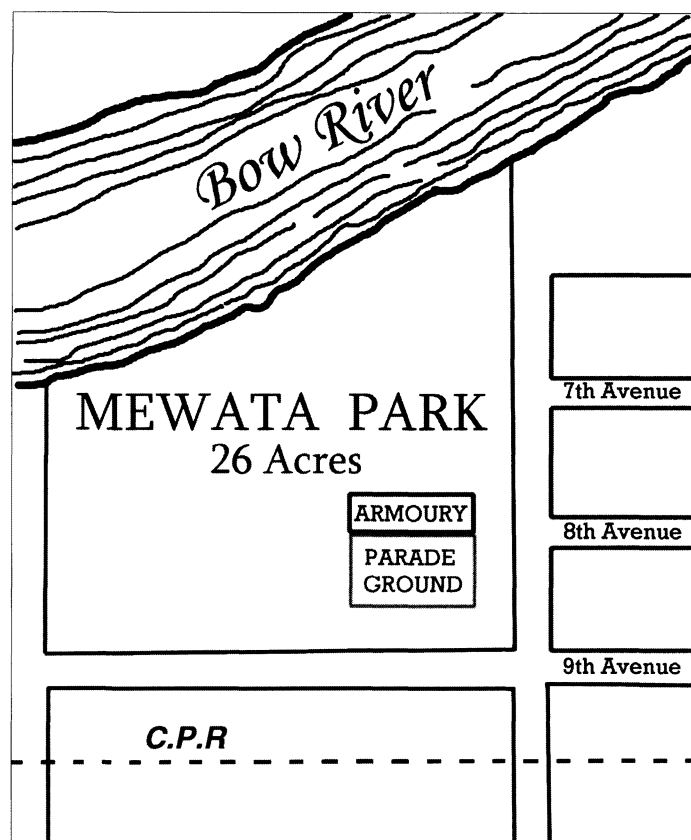 Bow River
7th Avenue
MEWATA PARK
26 Acres
ARMOURY
8th Avenue
PARADE
GROUND
9th Avenue
C.P.R